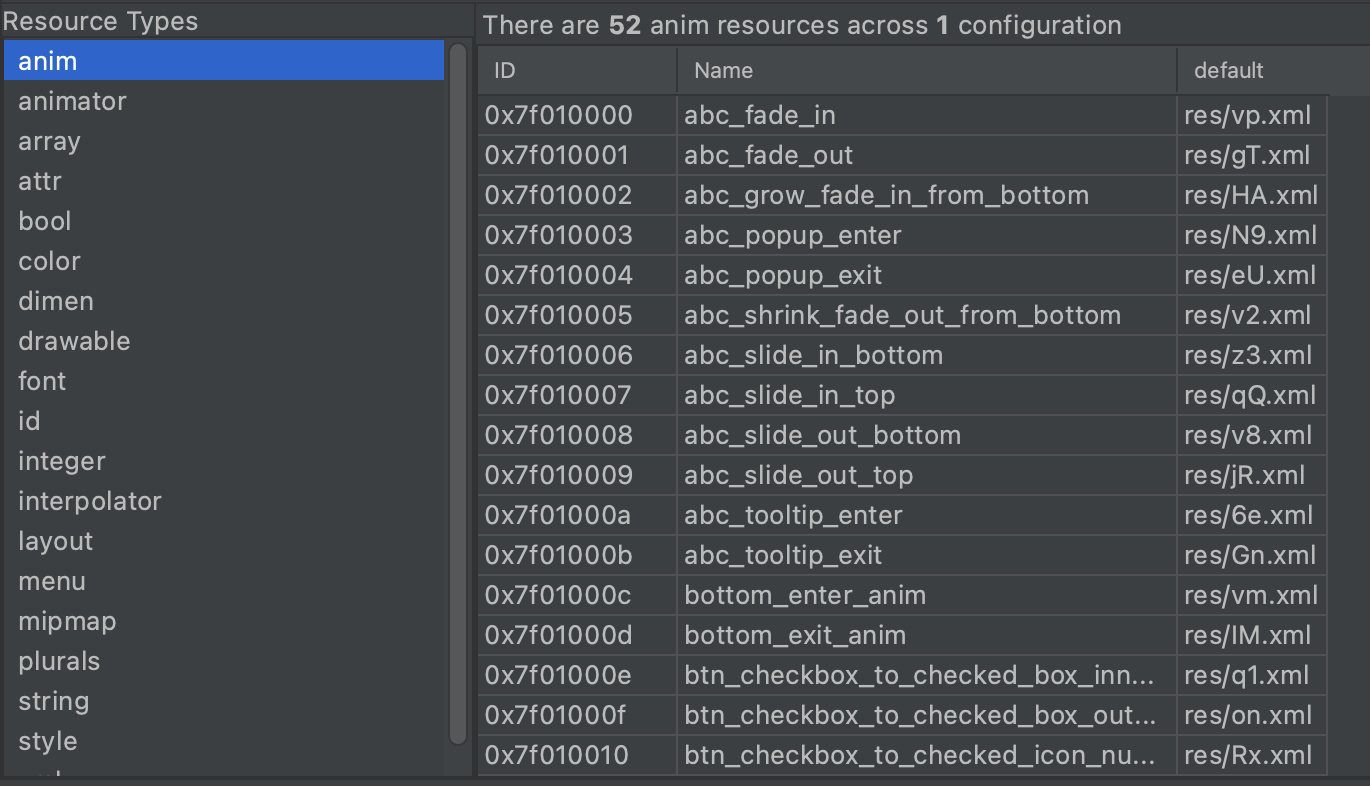 Resource Types
anim
animator
array
attr
bool
color
dimen
drawable
font
id
integer
interpolator
layout
menu
mipmap
plurals
string
style
There are 52 anim resources across 1 configuration
ID Name default
0x7f010000 abc_fade_in res/vp.xml
0x7f010001 abc_fade_out res/gT.xml
0x7f010002 abc_grow_fade_in_from_bottom res/HA.xml
0x7f010003 abc_popup_enter res/N9.xml
0x7f010004 abc_popup_exit res/eU.xml
0x7f010005 abc_shrink_fade_out_from_bottom res/v2.xml
0x7f010006 abc_slide_in_bottom res/z3.xml
0x7f010007 abc_slide_in_top res/qQ.xml
0x7f010008 abc_slide_out_bottom res/v8.xml
0x7f010009 abc_slide_out_top res/jR.xml
0x7f01000a abc_tooltip_enter res/6e.xml
0x7f01000b abc_tooltip_exit res/Gn.xml
0x7f01000c bottom_enter_anim res/vm.xml
0x7f01000d bottom_exit_anim res/IM.xml
0x7f01000e btn_checkbox_to_checked_box_inn... res/q1.xml
0x7f01000f btn_checkbox_to_checked_box_out... res/on.xml
0x7f010010 btn_checkbox_to_checked_icon_nu... res/Rx.xml